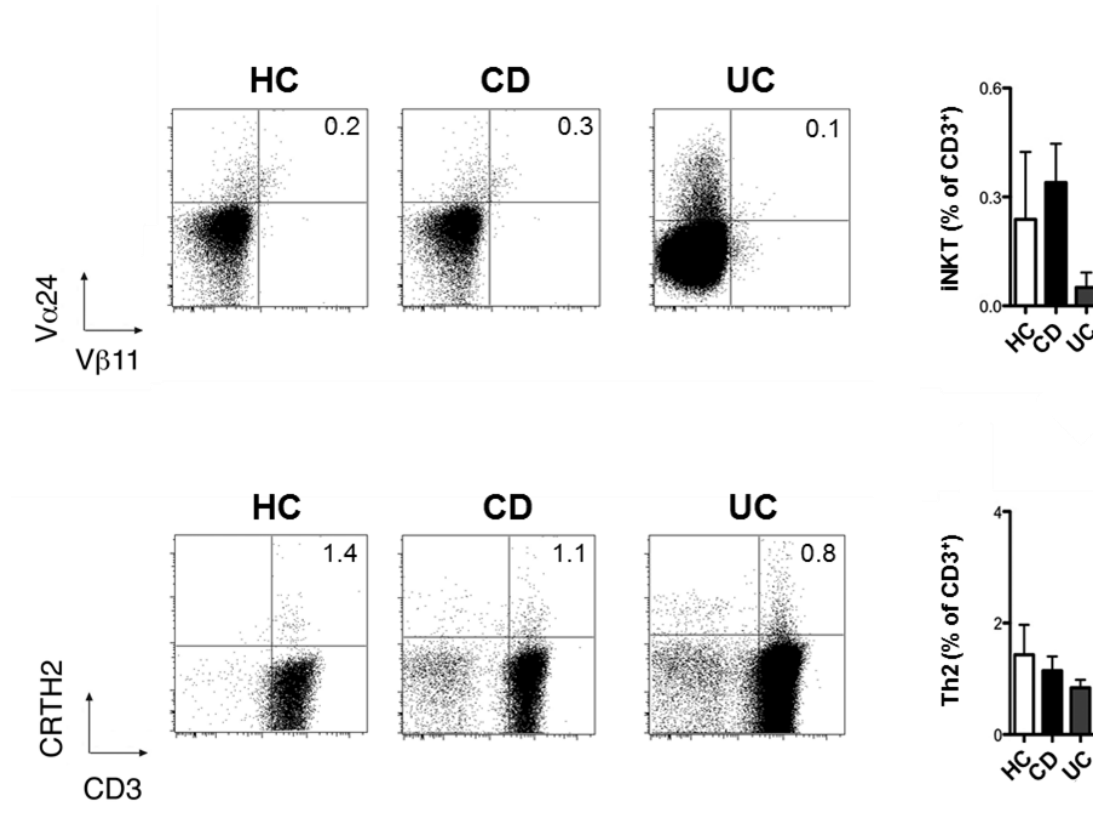 HC CD UC
0.2 0.3 0.1
Vα24
Vβ11
iNKT (% of CD3⁺)
0.6
0.3
0.0
HC CD UC
HC CD UC
1.4 1.1 0.8
CRTH2
CD3
Th2 (% of CD3⁺)
4
2
0
HC CD UC